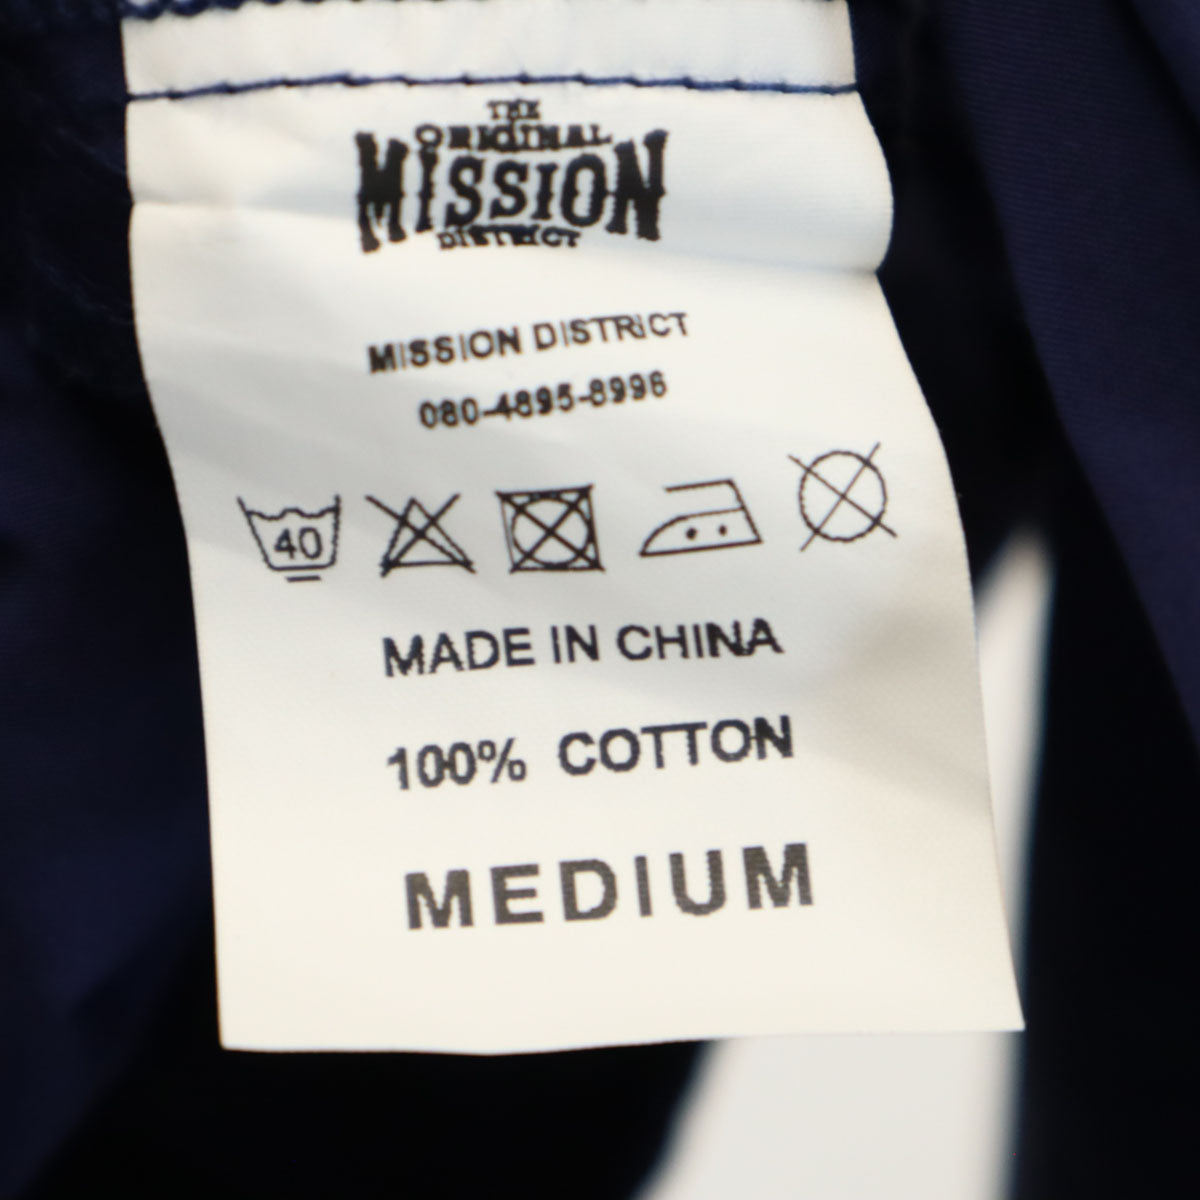 THE
ORIGINAL
MISSION
DISTRICT
MISSION DISTRICT
080-4895-8996
40
MADE IN CHINA
100% COTTON
MEDIUM